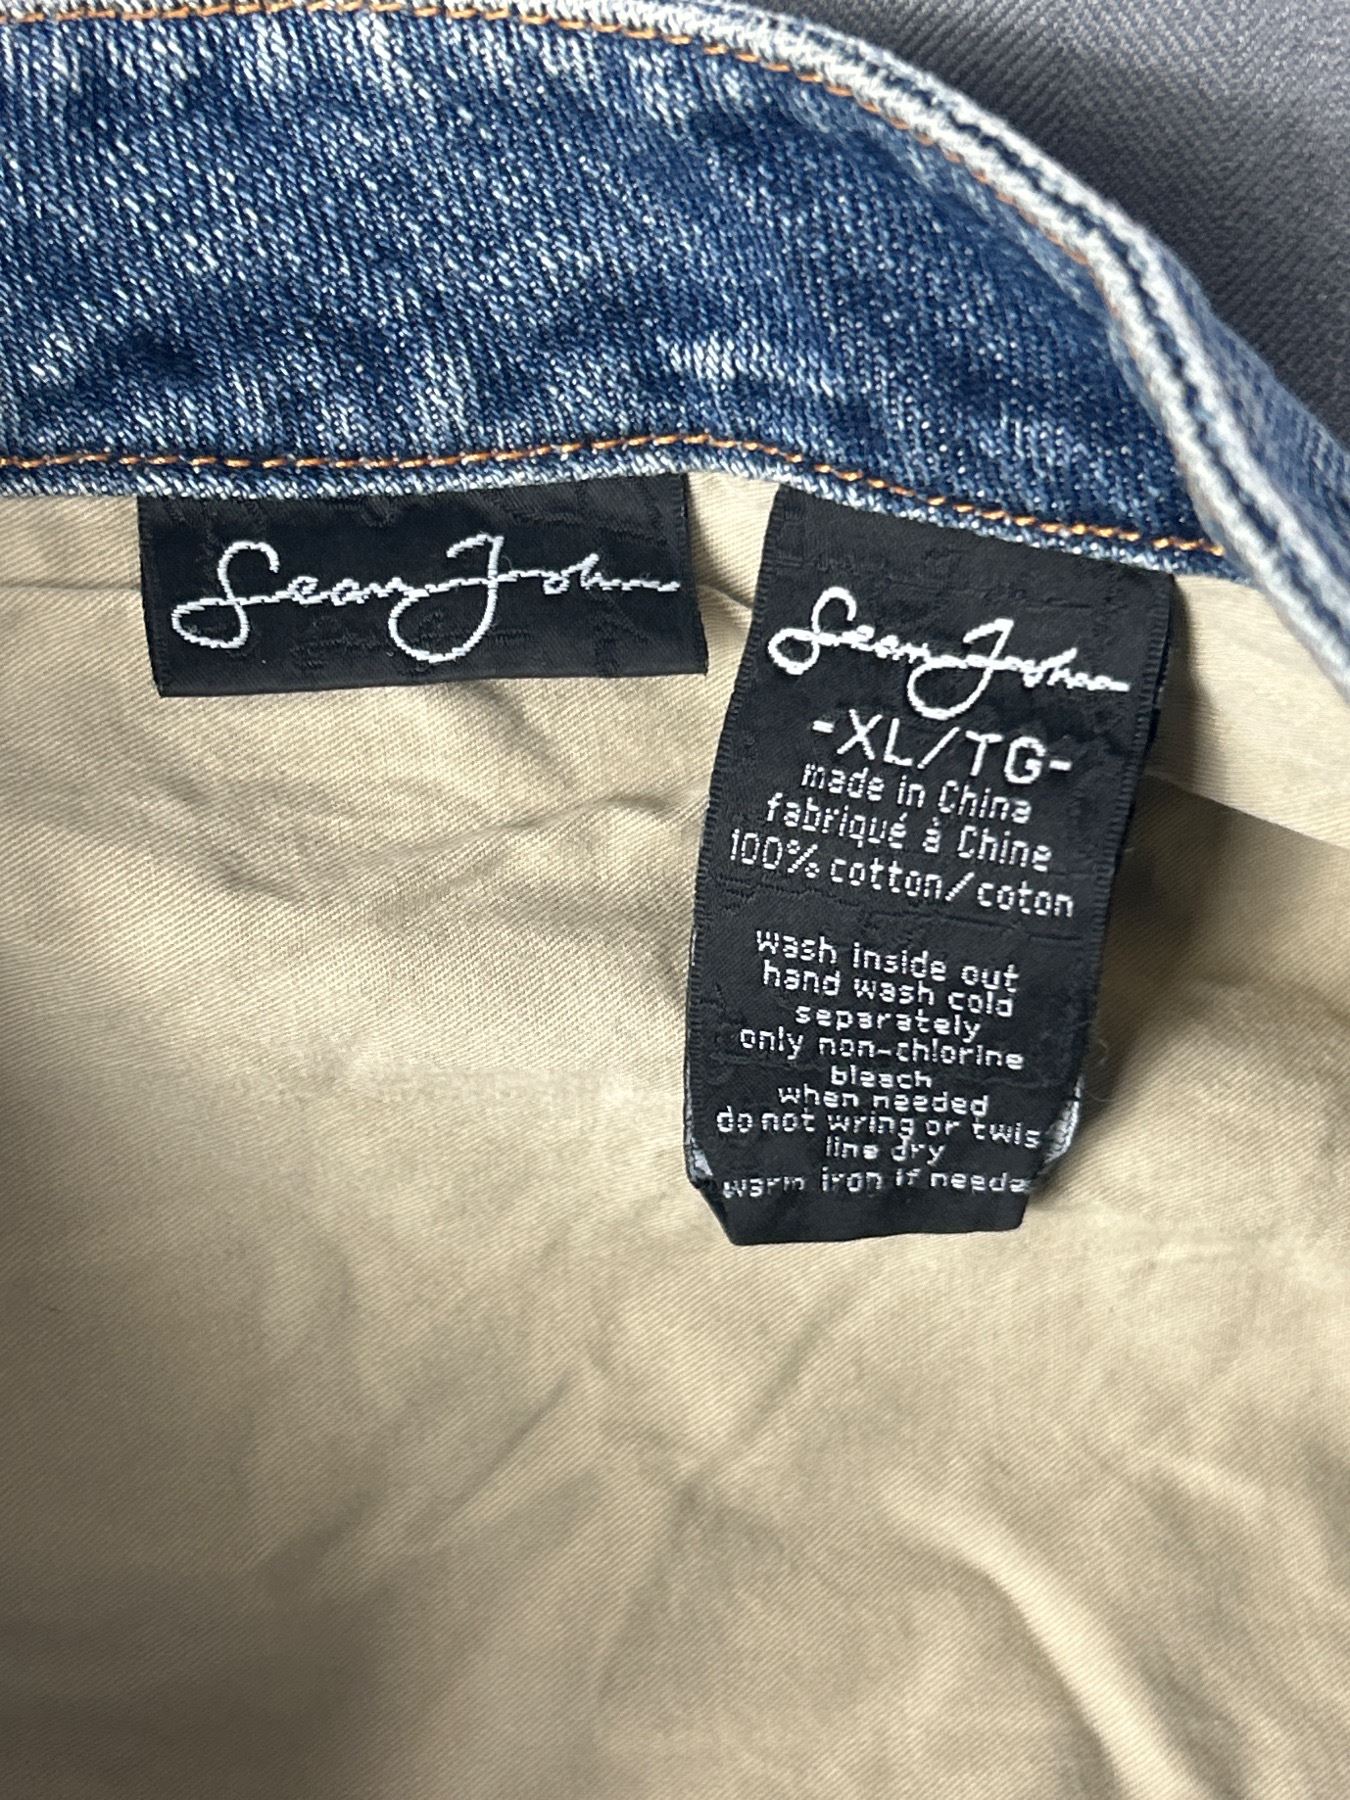 Sean John
Sean John
-XL/TG-
made in China
fabriqué à Chine
100% cotton/coton
wash inside out
hand wash cold
separately
only non-chlorine
bleach
when needed
do not wring or twis
line dry
warm iron if neede